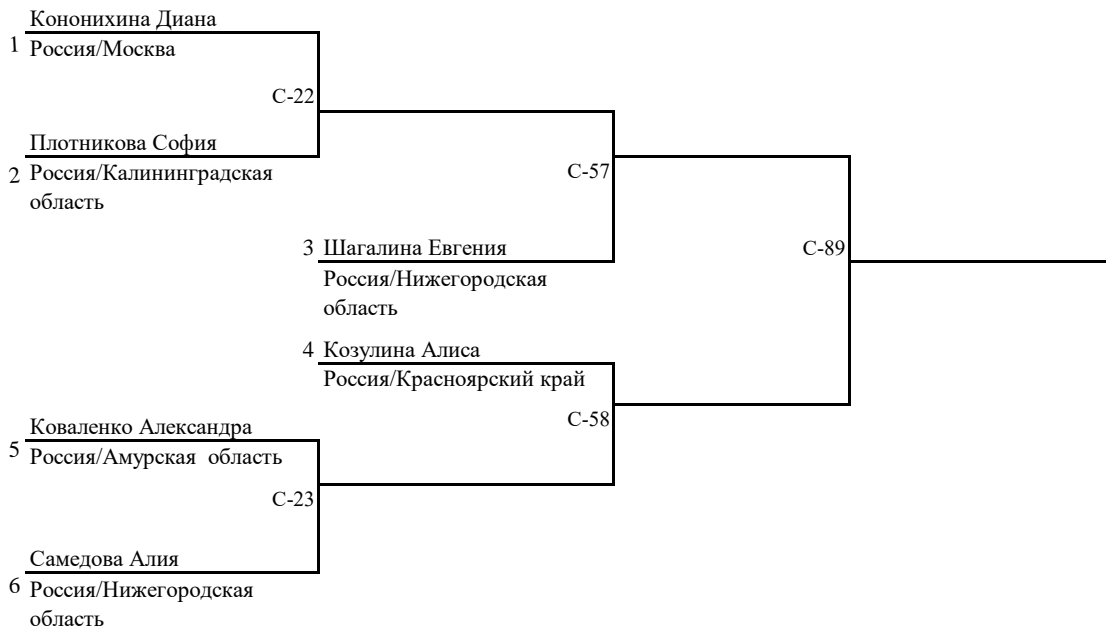 Кононихина Диана
1 Россия/Москва
С-22
Плотникова София
2 Россия/Калининградская
область
С-57
3 Шагалина Евгения
Россия/Нижегородская
область
С-89
4 Козулина Алиса
Россия/Красноярский край
С-58
Коваленко Александра
5 Россия/Амурская  область
С-23
Самедова Алия
6 Россия/Нижегородская
область